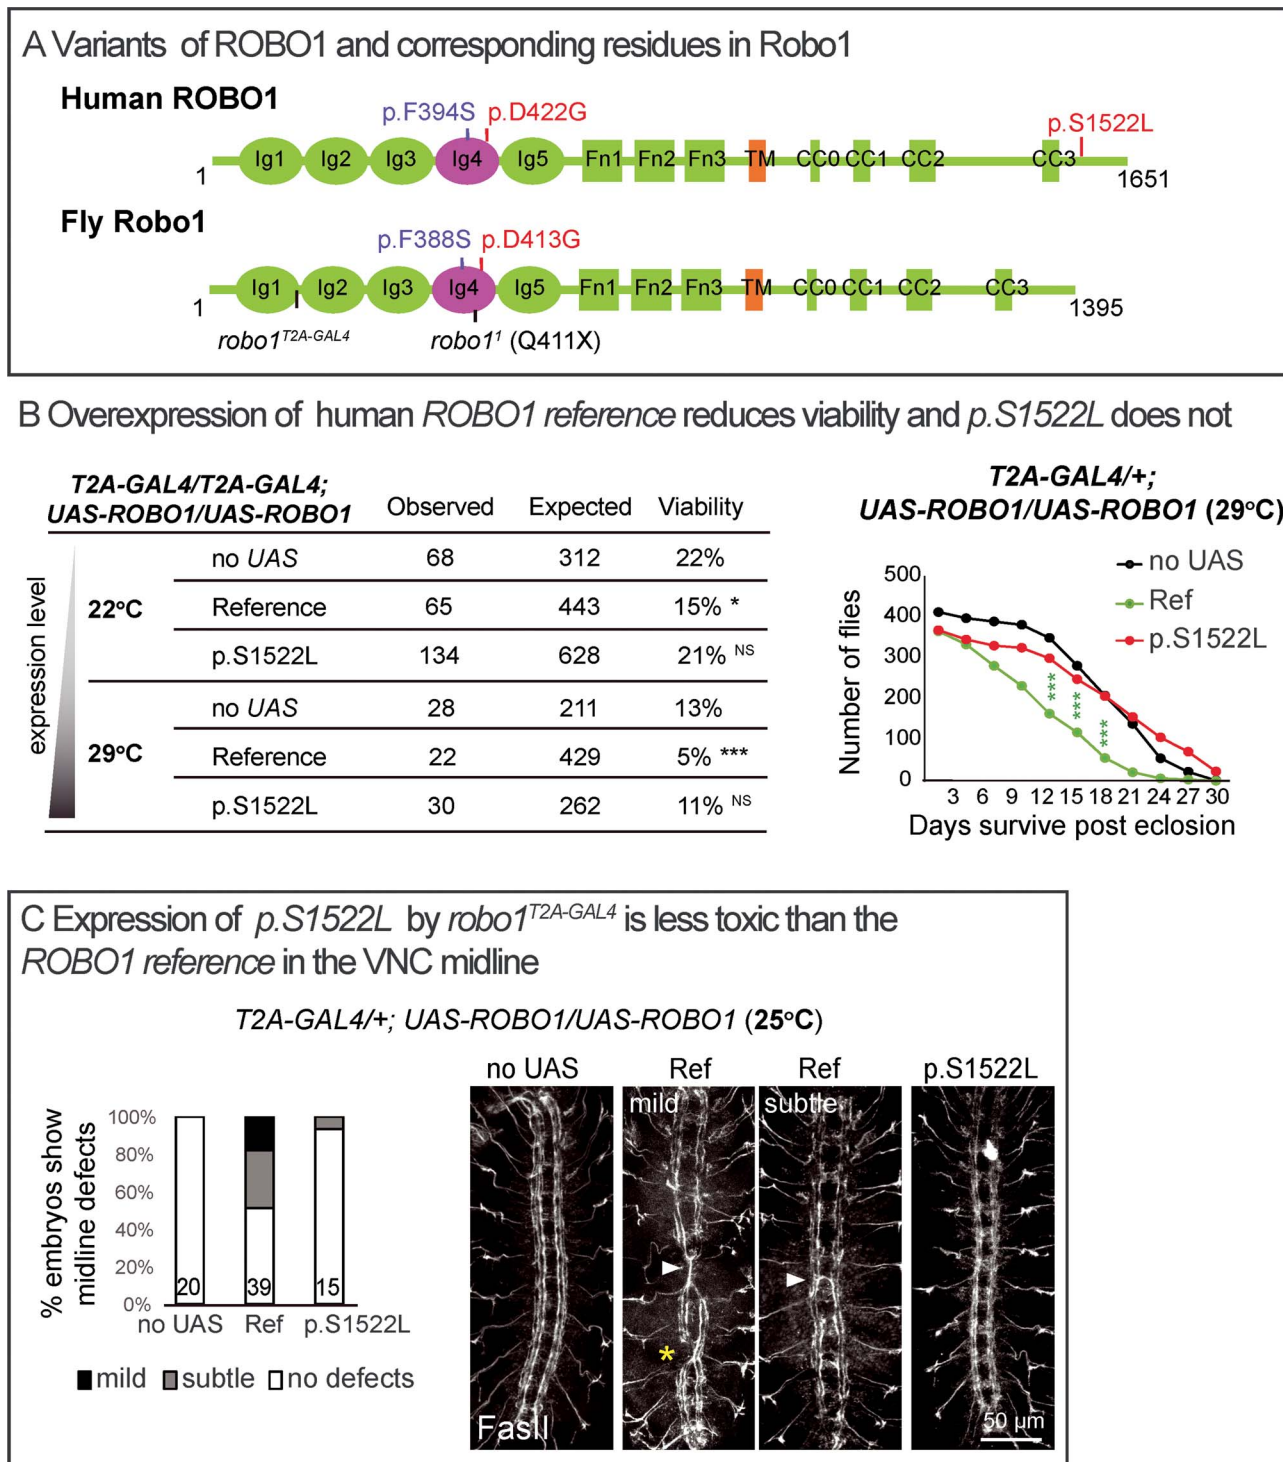 A Variants of ROBO1 and corresponding residues in Robo1
Human ROBO1
p.F394S p.D422G p.S1522L
Ig1 Ig2 Ig3 Ig4 Ig5 Fn1 Fn2 Fn3 TM CC0 CC1 CC2 CC3
1 1651
Fly Robo1
p.F388S p.D413G
Ig1 Ig2 Ig3 Ig4 Ig5 Fn1 Fn2 Fn3 TM CC0 CC1 CC2 CC3
1 1395
robo1T2A-GAL4 robo11 (Q411X)
B Overexpression of human ROBO1 reference reduces viability and p.S1522L does not
T2A-GAL4/T2A-GAL4;
UAS-ROBO1/UAS-ROBO1 Observed Expected Viability
expression level
22°C
no UAS 68 312 22%
Reference 65 443 15% *
p.S1522L 134 628 21% NS
29°C
no UAS 28 211 13%
Reference 22 429 5% ***
p.S1522L 30 262 11% NS
T2A-GAL4/+;
UAS-ROBO1/UAS-ROBO1 (29°C)
no UAS
Ref
p.S1522L
Number of flies
500
400
300
200
100
0
*** *** ***
3 6 9 12 15 18 21 24 27 30
Days survive post eclosion
C Expression of p.S1522L by robo1T2A-GAL4 is less toxic than the
ROBO1 reference in the VNC midline
T2A-GAL4/+; UAS-ROBO1/UAS-ROBO1 (25°C)
% embryos show
midline defects
100%
80%
60%
40%
20%
0%
20 39 15
no UAS Ref p.S1522L
mild subtle no defects
no UAS Ref Ref p.S1522L
mild subtle
*
FasII
50 µm